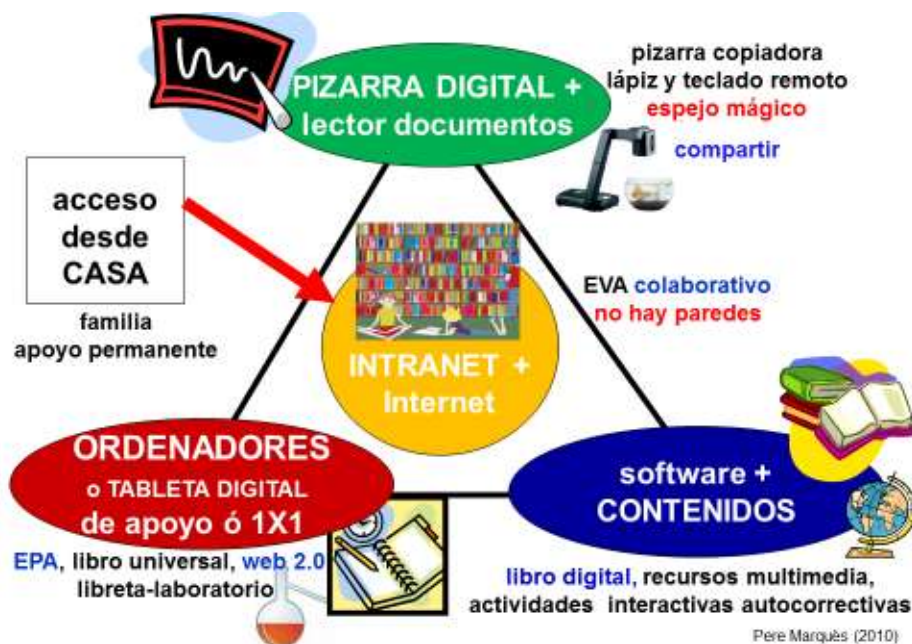 PIZARRA DIGITAL +
lector documentos
pizarra copiadora
lápiz y teclado remoto
espejo mágico
compartir
acceso
desde
CASA
familia
apoyo permanente
INTRANET +
Internet
EVA colaborativo
no hay paredes
ORDENADORES
o TABLETA DIGITAL
de apoyo ó 1X1
EPA, libro universal, web 2.0
libreta-laboratorio
software +
CONTENIDOS
libro digital, recursos multimedia,
actividades interactivas autocorrectivas
Pere Marquès (2010)